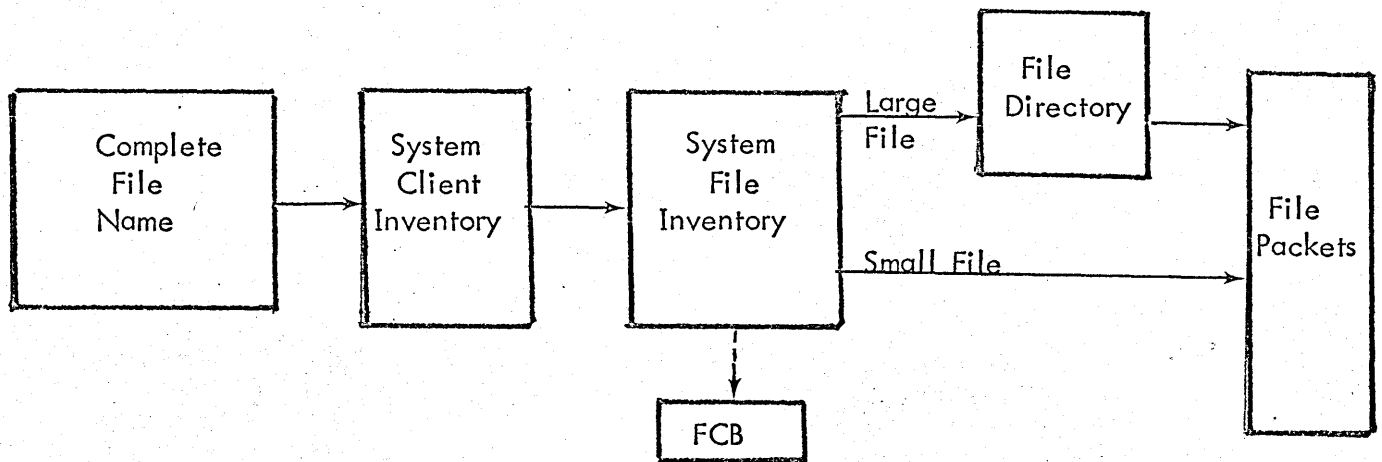 Complete
File
Name
System
Client
Inventory
System
File
Inventory
Large
File
Small File
File
Directory
File
Packets
FCB